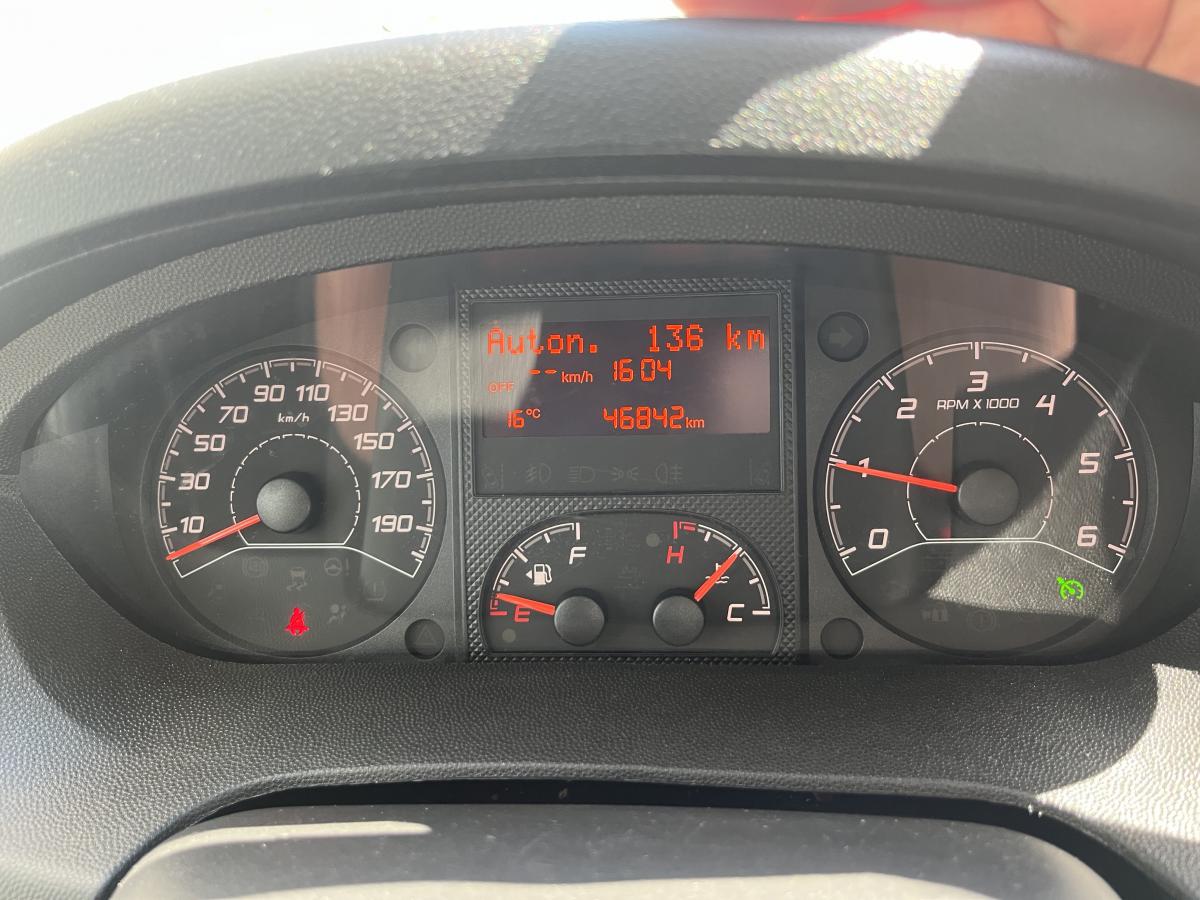 Auton. 136 km
-- km/h 16 04
OFF
16°C 46842 km
10 30 50 70 90 110 130 150 170 190
km/h
E F
H C
0 1 2 3 4 5 6
RPM X 1000